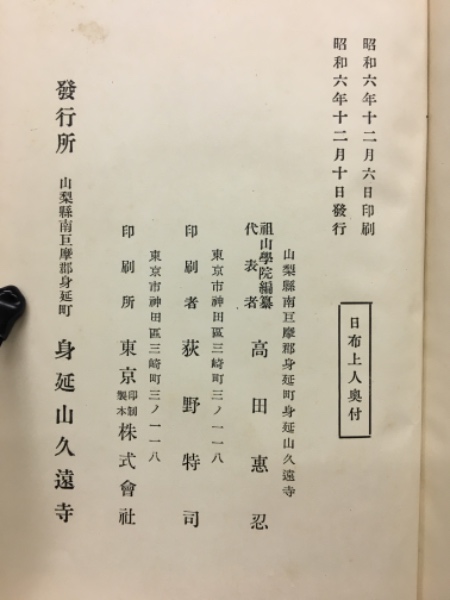 昭和六年十二月六日印刷
昭和六年十二月十日發行
日布上人奥付
山梨縣南巨摩郡身延町身延山久遠寺
祖山學院編纂
代表者 高田惠忍
東京市神田區三崎町三ノ一一八
印刷者 荻野特司
東京市神田區三崎町三ノ一一八
印刷所 東京印刷製本株式會社
發行所 山梨縣南巨摩郡身延町 身延山久遠寺